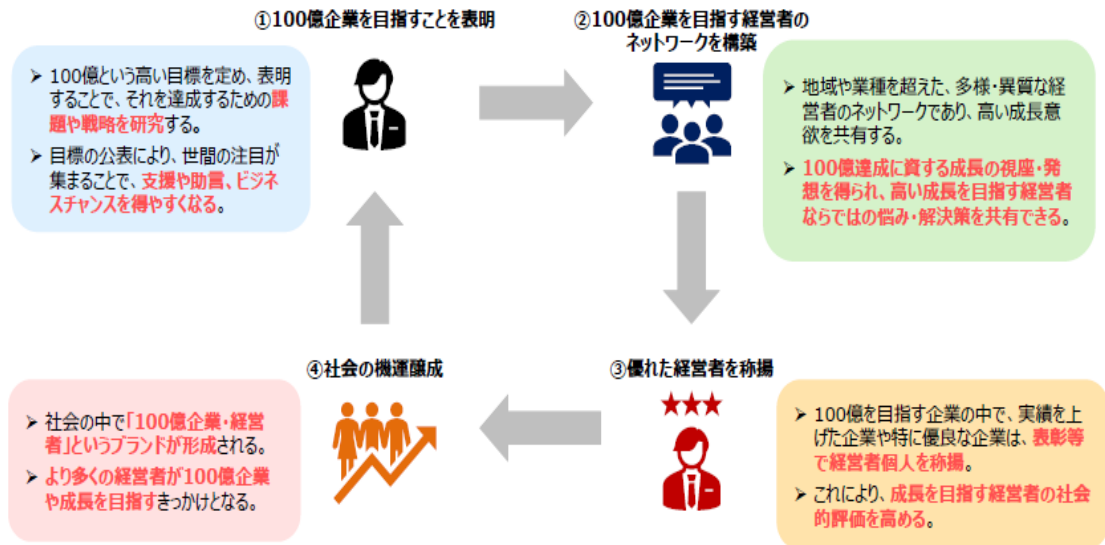 ①100億企業を目指すことを表明
➤ 100億という高い目標を定め、表明
することで、それを達成するための課
題や戦略を研究する。
➤ 目標の公表により、世間の注目が
集まることで、支援や助言、ビジネ
スチャンスを得やすくなる。
②100億企業を目指す経営者の
ネットワークを構築
➤ 地域や業種を超えた、多様・異質な経
営者のネットワークであり、高い成長意
欲を共有する。
➤ 100億達成に資する成長の視座・発
想を得られ、高い成長を目指す経営者
ならではの悩み・解決策を共有できる。
③優れた経営者を称揚
➤ 100億を目指す企業の中で、実績を上
げた企業や特に優良な企業は、表彰等
で経営者個人を称揚。
➤ これにより、成長を目指す経営者の社会
的評価を高める。
④社会の機運醸成
➤ 社会の中で「100億企業・経営
者」というブランドが形成される。
➤ より多くの経営者が100億企業
や成長を目指すきっかけとなる。